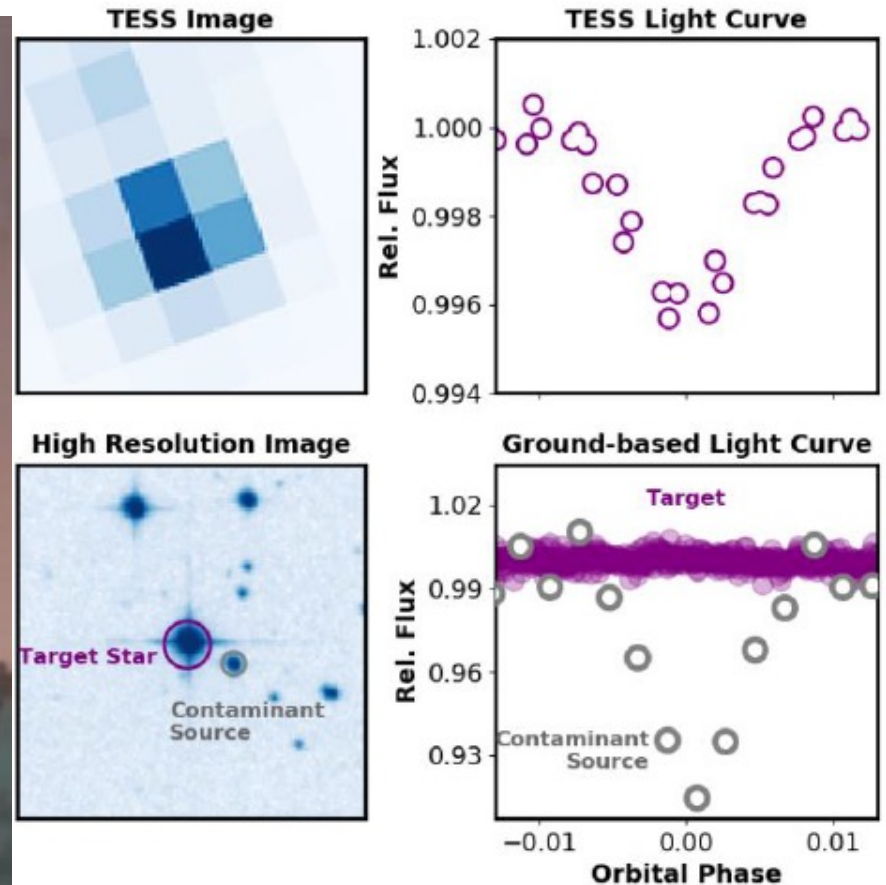 TESS Image
TESS Light Curve
Rel. Flux
1.002
1.000
0.998
0.996
0.994
High Resolution Image
Target Star
Contaminant
Source
Ground-based Light Curve
Rel. Flux
1.02
0.99
0.96
0.93
Target
Contaminant
Source
−0.01
0.00
0.01
Orbital Phase